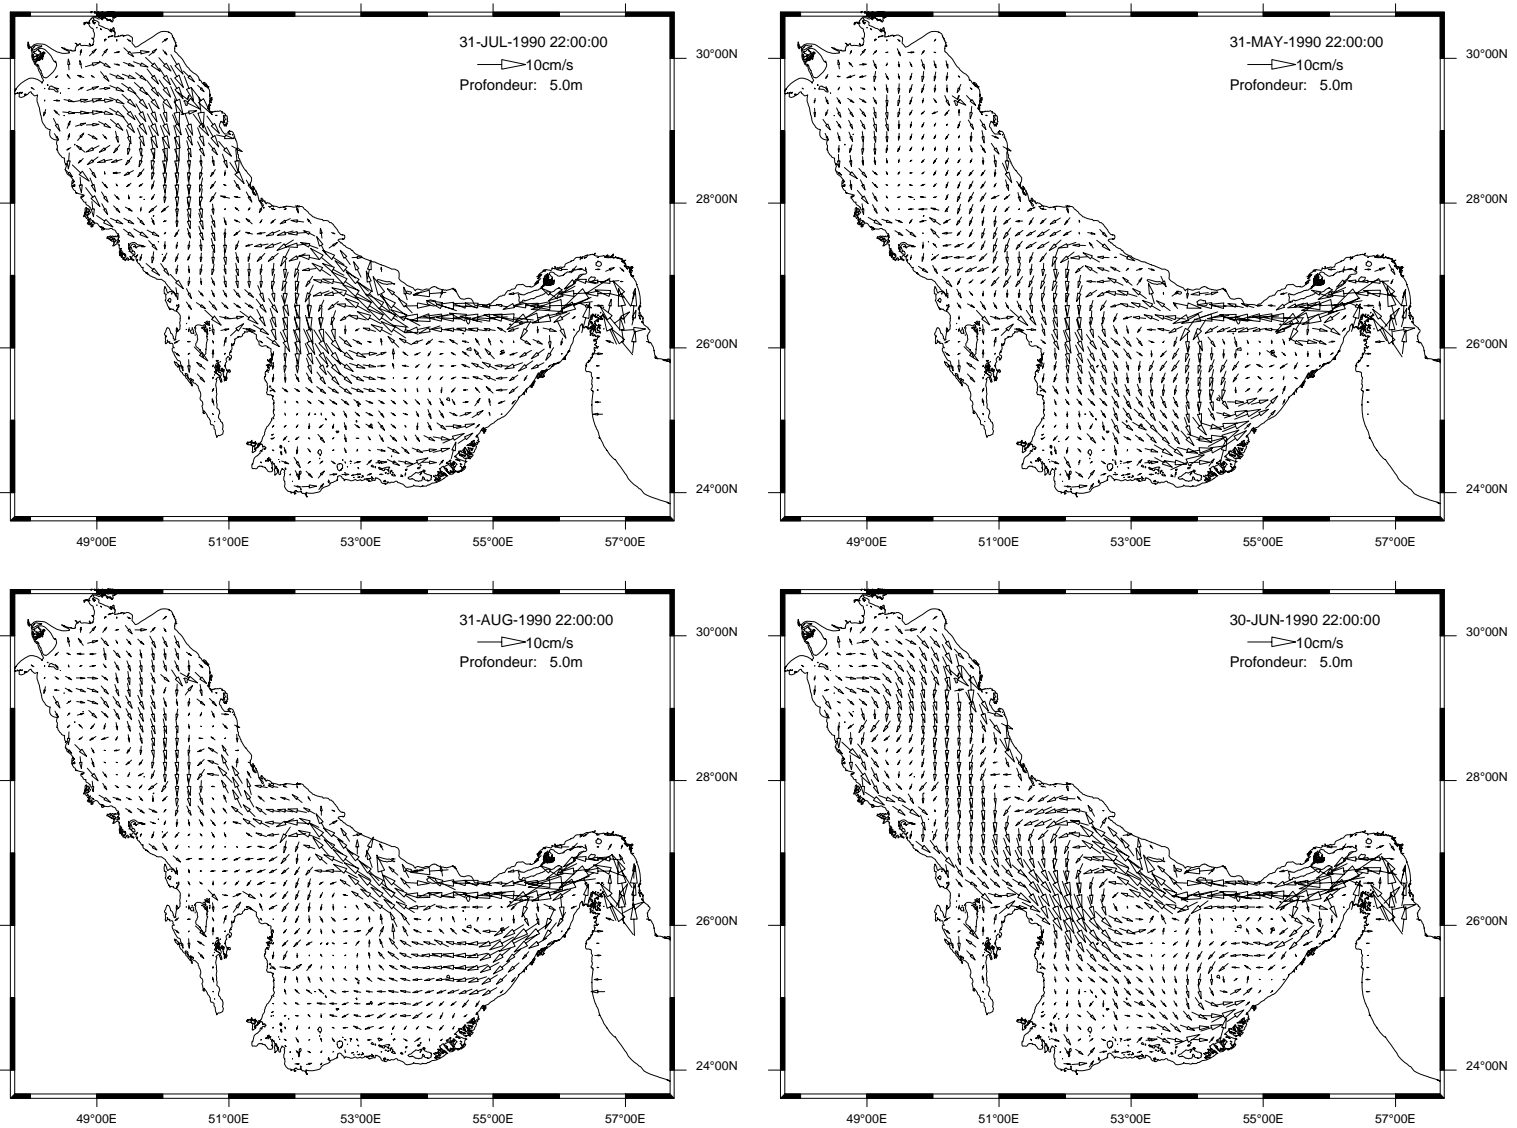 31-JUL-1990 22:00:00
10cm/s
Profondeur: 5.0m
30°00N
28°00N
26°00N
24°00N
49°00E 51°00E 53°00E 55°00E 57°00E
31-MAY-1990 22:00:00
10cm/s
Profondeur: 5.0m
30°00N
28°00N
26°00N
24°00N
49°00E 51°00E 53°00E 55°00E 57°00E
31-AUG-1990 22:00:00
10cm/s
Profondeur: 5.0m
30°00N
28°00N
26°00N
24°00N
49°00E 51°00E 53°00E 55°00E 57°00E
30-JUN-1990 22:00:00
10cm/s
Profondeur: 5.0m
30°00N
28°00N
26°00N
24°00N
49°00E 51°00E 53°00E 55°00E 57°00E